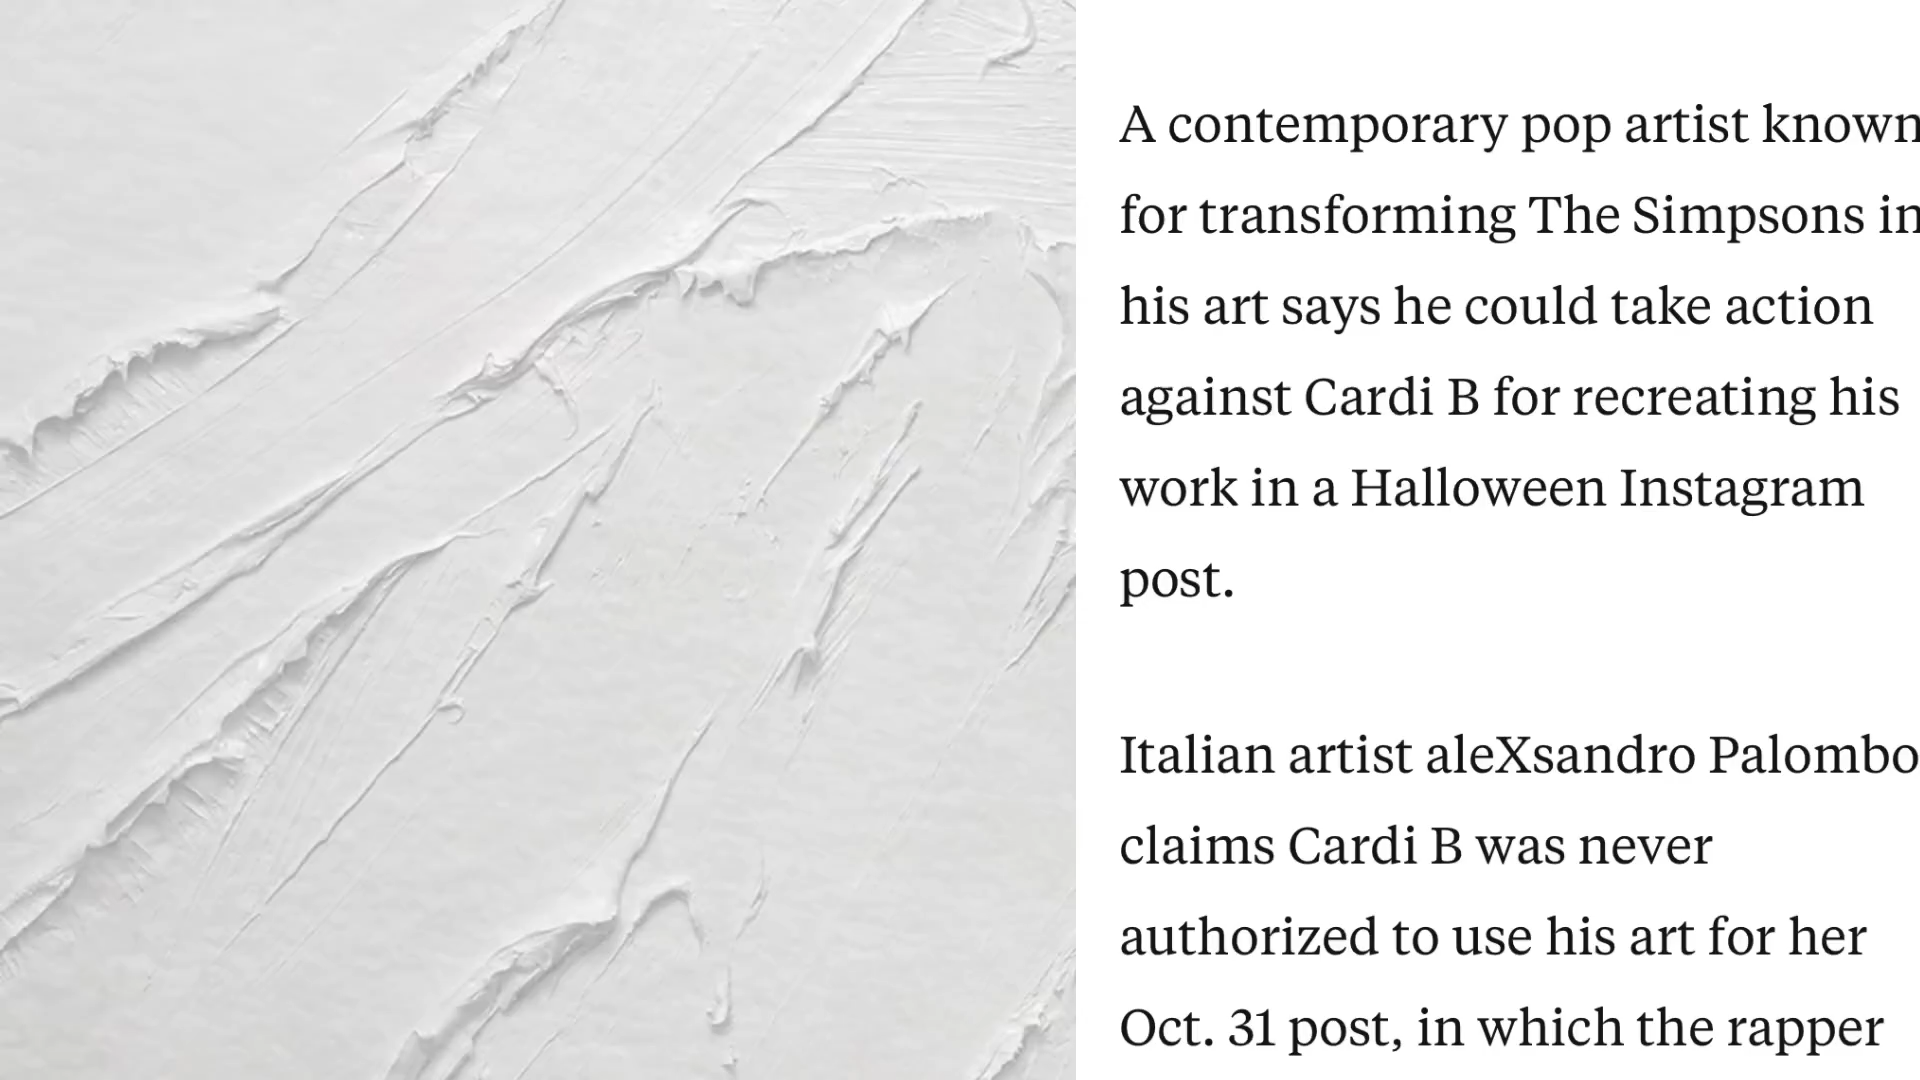 A contemporary pop artist known
for transforming The Simpsons in
his art says he could take action
against Cardi B for recreating his
work in a Halloween Instagram
post.
Italian artist aleXsandro Palombo
claims Cardi B was never
authorized to use his art for her
Oct. 31 post, in which the rapper